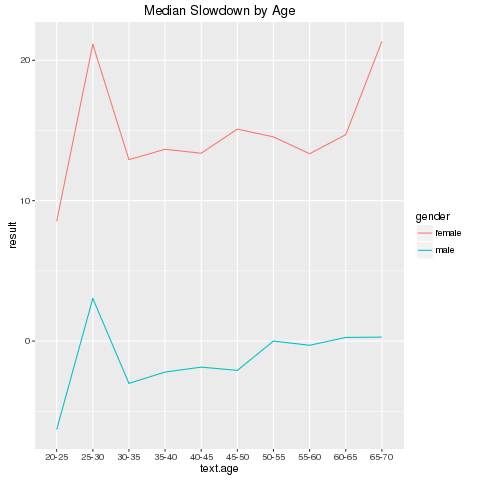 Median Slowdown by Age
20
10
0
result
20-25 25-30 30-35 35-40 40-45 45-50 50-55 55-60 60-65 65-70
text.age
gender
female
male